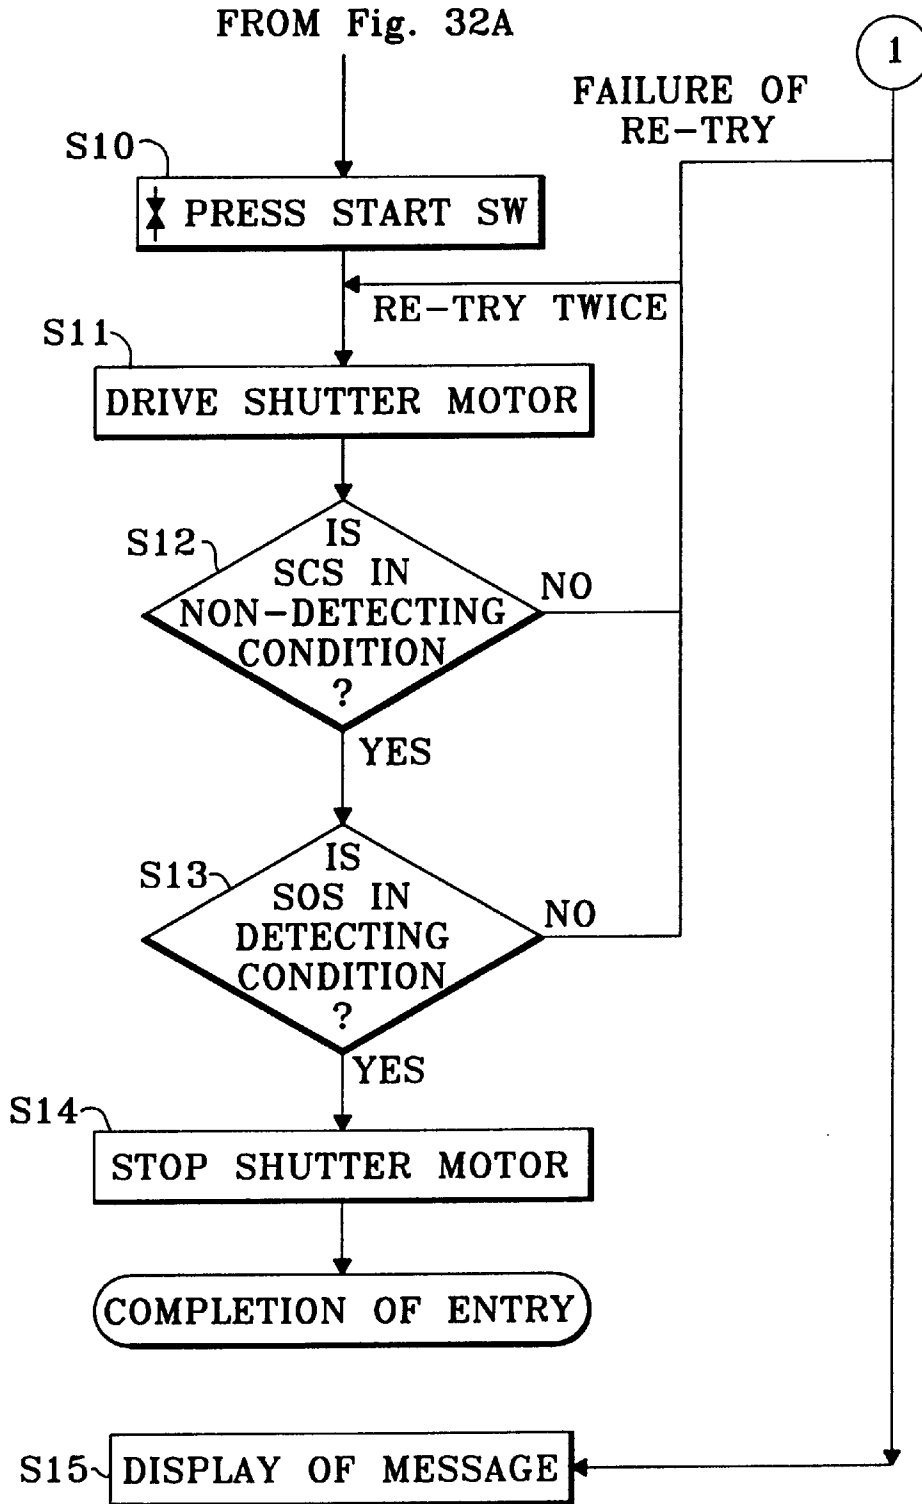 FROM Fig. 32A
1
FAILURE OF
RE-TRY
S10
PRESS START SW
RE-TRY TWICE
S11
DRIVE SHUTTER MOTOR
S12
IS
SCS IN
NON-DETECTING
CONDITION
?
NO
YES
S13
IS
SOS IN
DETECTING
CONDITION
?
NO
YES
S14
STOP SHUTTER MOTOR
COMPLETION OF ENTRY
S15
DISPLAY OF MESSAGE